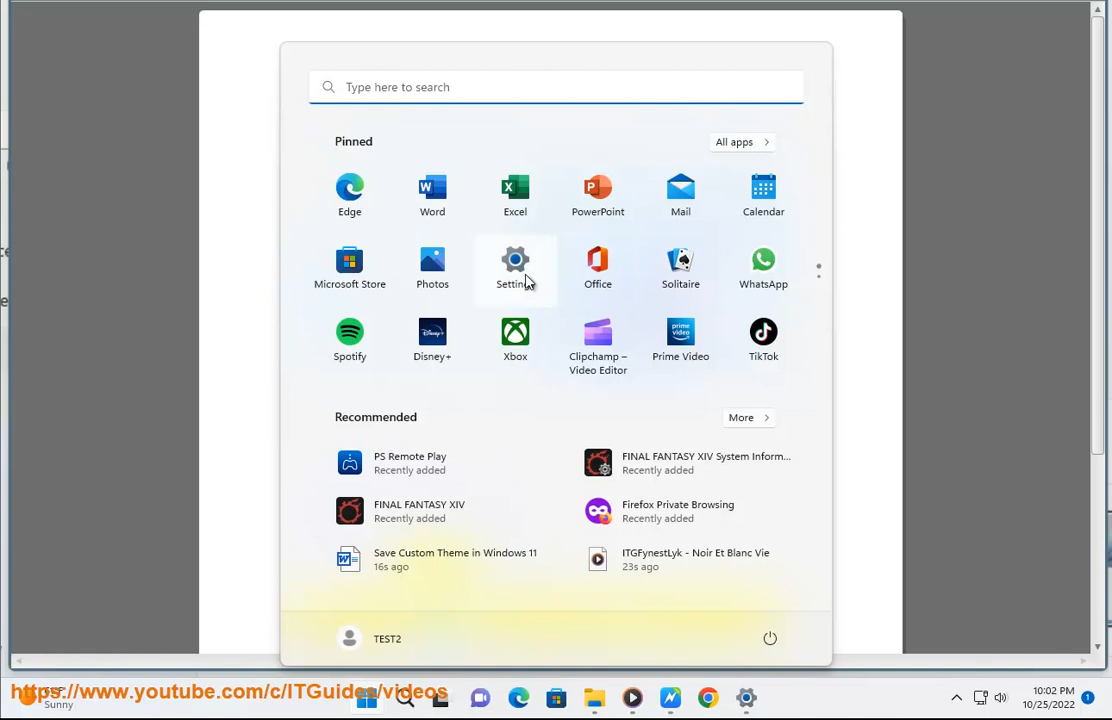 Type here to search
Pinned
All apps
Edge
Word
Excel
PowerPoint
Mail
Calendar
Microsoft Store
Photos
Office
Solitaire
WhatsApp
Spotify
Disney+
Xbox
Clipchamp –
Video Editor
Prime Video
TikTok
Recommended
More
PS Remote Play
Recently added
FINAL FANTASY XIV System Inform...
Recently added
FINAL FANTASY XIV
Recently added
Firefox Private Browsing
Recently added
Save Custom Theme in Windows 11
16s ago
ITGFynestLyk - Noir Et Blanc Vie
23s ago
TEST2
https://www.youtube.com/c/ITGuides/videos
Sunny
10:02 PM
10/25/2022
1